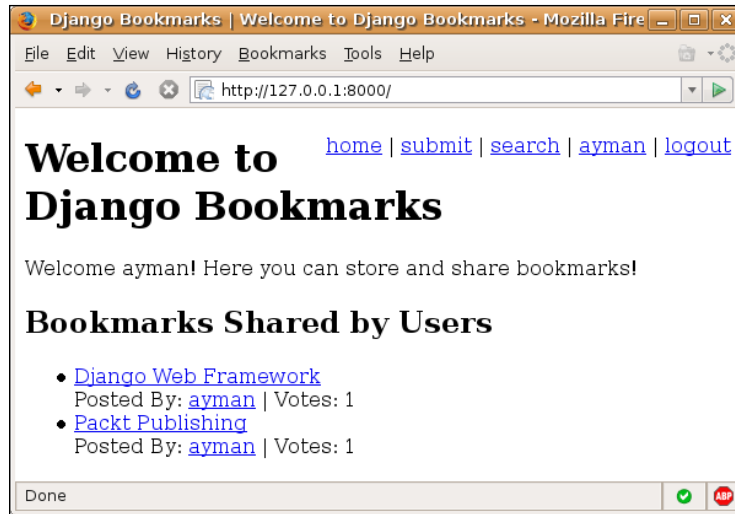 Django Bookmarks | Welcome to Django Bookmarks - Mozilla Fire
File Edit View History Bookmarks Tools Help
http://127.0.0.1:8000/
home | submit | search | ayman | logout
Welcome to
Django Bookmarks
Welcome ayman! Here you can store and share bookmarks!
Bookmarks Shared by Users
Django Web Framework
Posted By: ayman | Votes: 1
Packt Publishing
Posted By: ayman | Votes: 1
Done
ABP